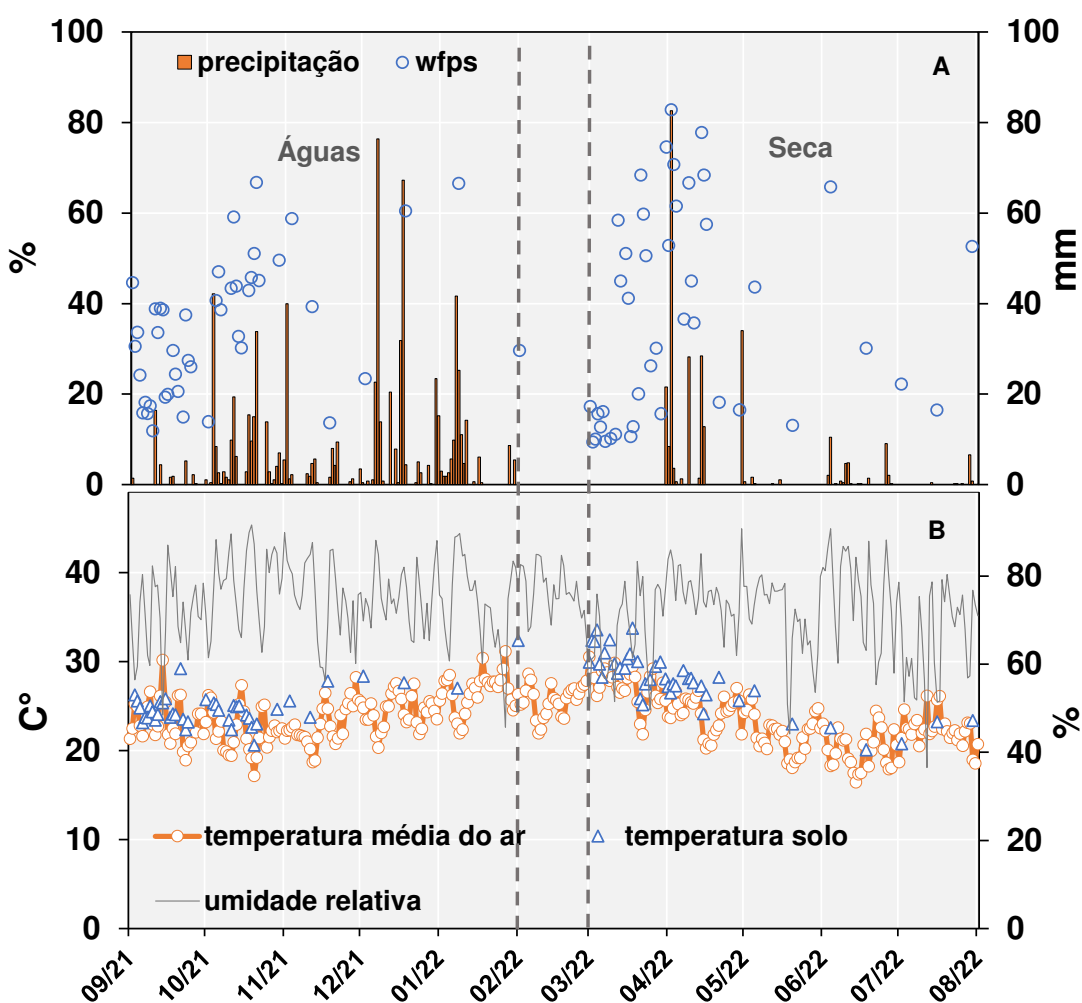 100 100
precipitação wfps A
80 80
Águas Seca
60 60
% mm
40 40
20 20
0 0
B
40 80
30 60
C° %
20 40
temperatura média do ar temperatura solo
10 20
umidade relativa
0 0
09/21 10/21 11/21 12/21 01/22 02/22 03/22 04/22 05/22 06/22 07/22 08/22